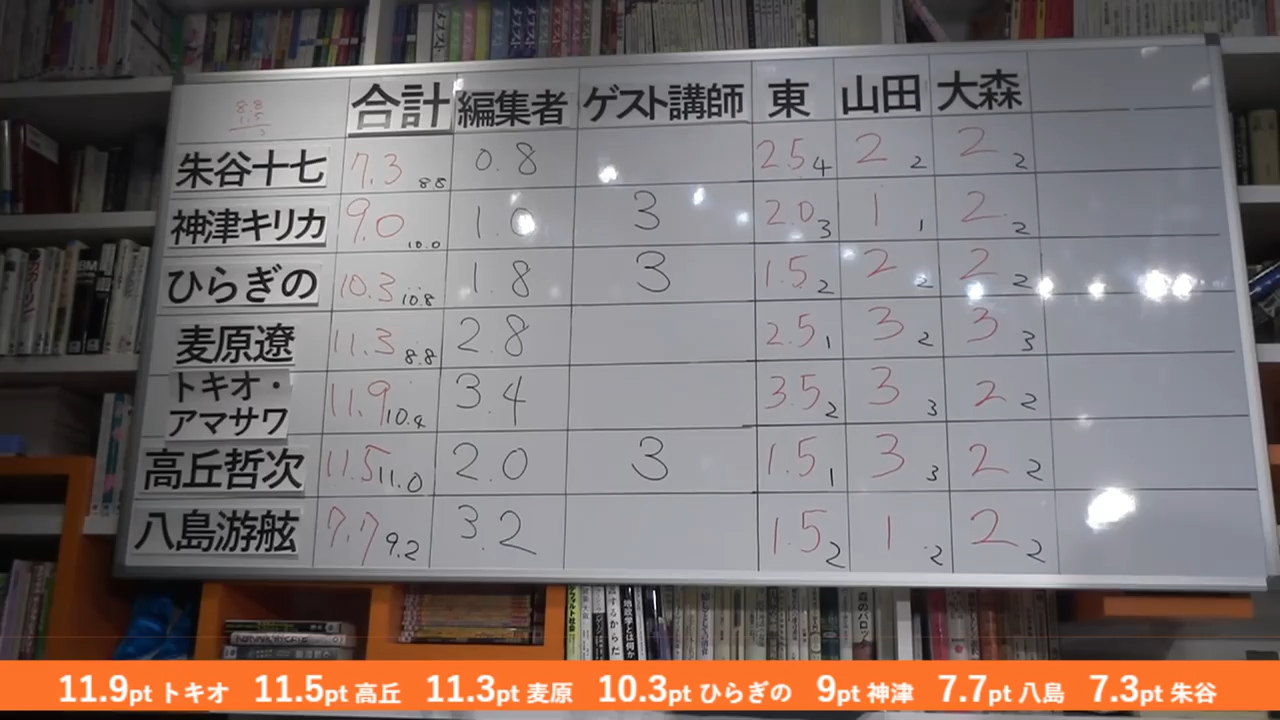 8.8
1.5
合計 編集者 ゲスト講師 東 山田 大森
朱谷十七 7.3 8.8 0.8 2.5 4 2 2 2 2
神津キリカ 9.0 10.0 1.0 3 2.0 3 1 1 2 2
ひらぎの 10.3 10.8 1.8 3 1.5 2 2 2 2 2
麦原遼 11.3 8.8 2.8 2.5 1 3 2 3 3
トキオ・
アマサワ 11.9 10.4 3.4 3.5 2 3 3 2 2
高丘哲次 11.5 11.0 2.0 3 1.5 1 3 3 2 2
八島游舷 7.7 9.2 3.2 1.5 2 1 2 2 2
11.9pt トキオ 11.5pt 高丘 11.3pt 麦原 10.3pt ひらぎの 9pt 神津 7.7pt 八島 7.3pt 朱谷